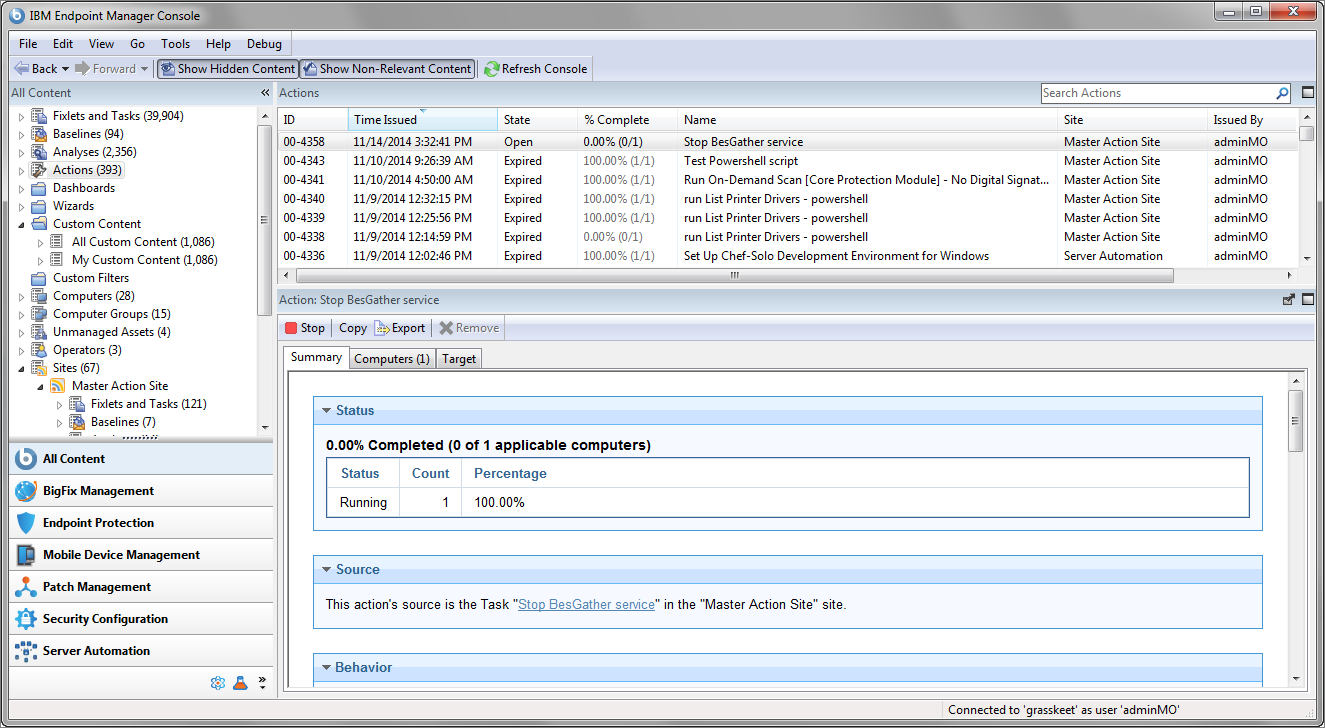 IBM Endpoint Manager Console
File Edit View Go Tools Help Debug
Back Forward Show Hidden Content Show Non-Relevant Content Refresh Console
All Content «
Fixlets and Tasks (39,904)
Baselines (94)
Analyses (2,356)
Actions (393)
Dashboards
Wizards
Custom Content
All Custom Content (1,086)
My Custom Content (1,086)
Custom Filters
Computers (28)
Computer Groups (15)
Unmanaged Assets (4)
Operators (3)
Sites (67)
Master Action Site
Fixlets and Tasks (121)
Baselines (7)
All Content
BigFix Management
Endpoint Protection
Mobile Device Management
Patch Management
Security Configuration
Server Automation
»
Actions Search Actions
ID Time Issued State % Complete Name Site Issued By
00-4358 11/14/2014 3:32:41 PM Open 0.00% (0/1) Stop BesGather service Master Action Site adminMO
00-4343 11/10/2014 9:26:39 AM Expired 100.00% (1/1) Test Powershell script Master Action Site adminMO
00-4341 11/10/2014 4:50:00 AM Expired 100.00% (1/1) Run On-Demand Scan [Core Protection Module] - No Digital Signat... Master Action Site adminMO
00-4340 11/9/2014 12:32:15 PM Expired 100.00% (1/1) run List Printer Drivers - powershell Master Action Site adminMO
00-4339 11/9/2014 12:25:56 PM Expired 100.00% (1/1) run List Printer Drivers - powershell Master Action Site adminMO
00-4338 11/9/2014 12:14:59 PM Expired 0.00% (0/1) run List Printer Drivers - powershell Master Action Site adminMO
00-4336 11/9/2014 12:02:46 PM Expired 100.00% (1/1) Set Up Chef-Solo Development Environment for Windows Server Automation adminMO
Action: Stop BesGather service
Stop Copy Export Remove
Summary Computers (1) Target
Status
0.00% Completed (0 of 1 applicable computers)
Status Count Percentage
Running 1 100.00%
Source
This action's source is the Task "Stop BesGather service" in the "Master Action Site" site.
Behavior
Connected to 'grasskeet' as user 'adminMO'